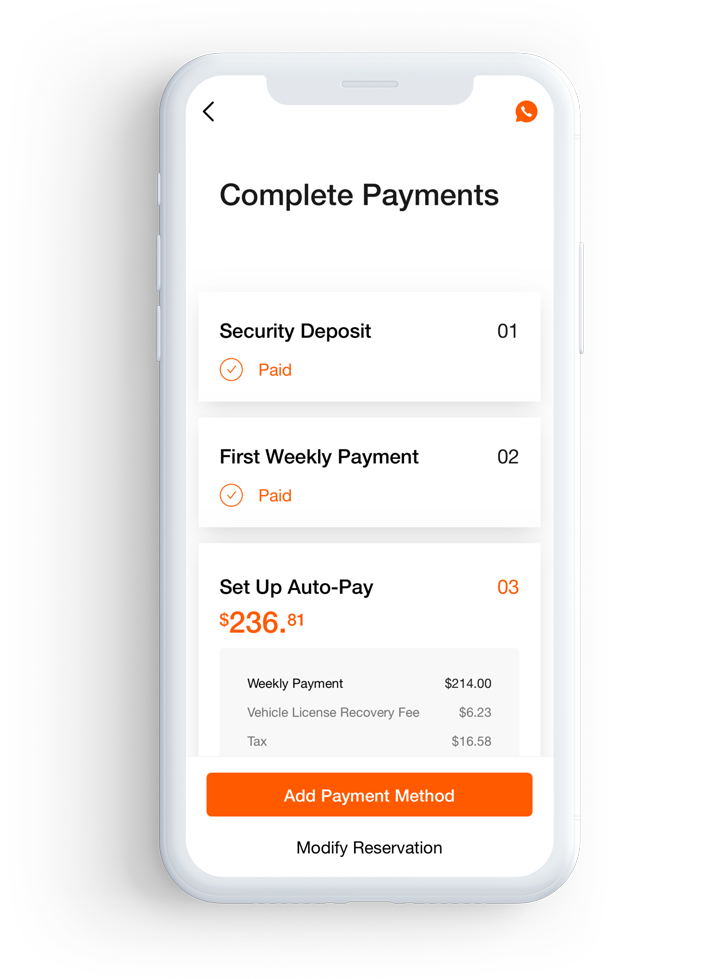 Complete Payments
Security Deposit 01
Paid
First Weekly Payment 02
Paid
Set Up Auto-Pay 03
$236.81
Weekly Payment $214.00
Vehicle License Recovery Fee $6.23
Tax $16.58
Add Payment Method
Modify Reservation